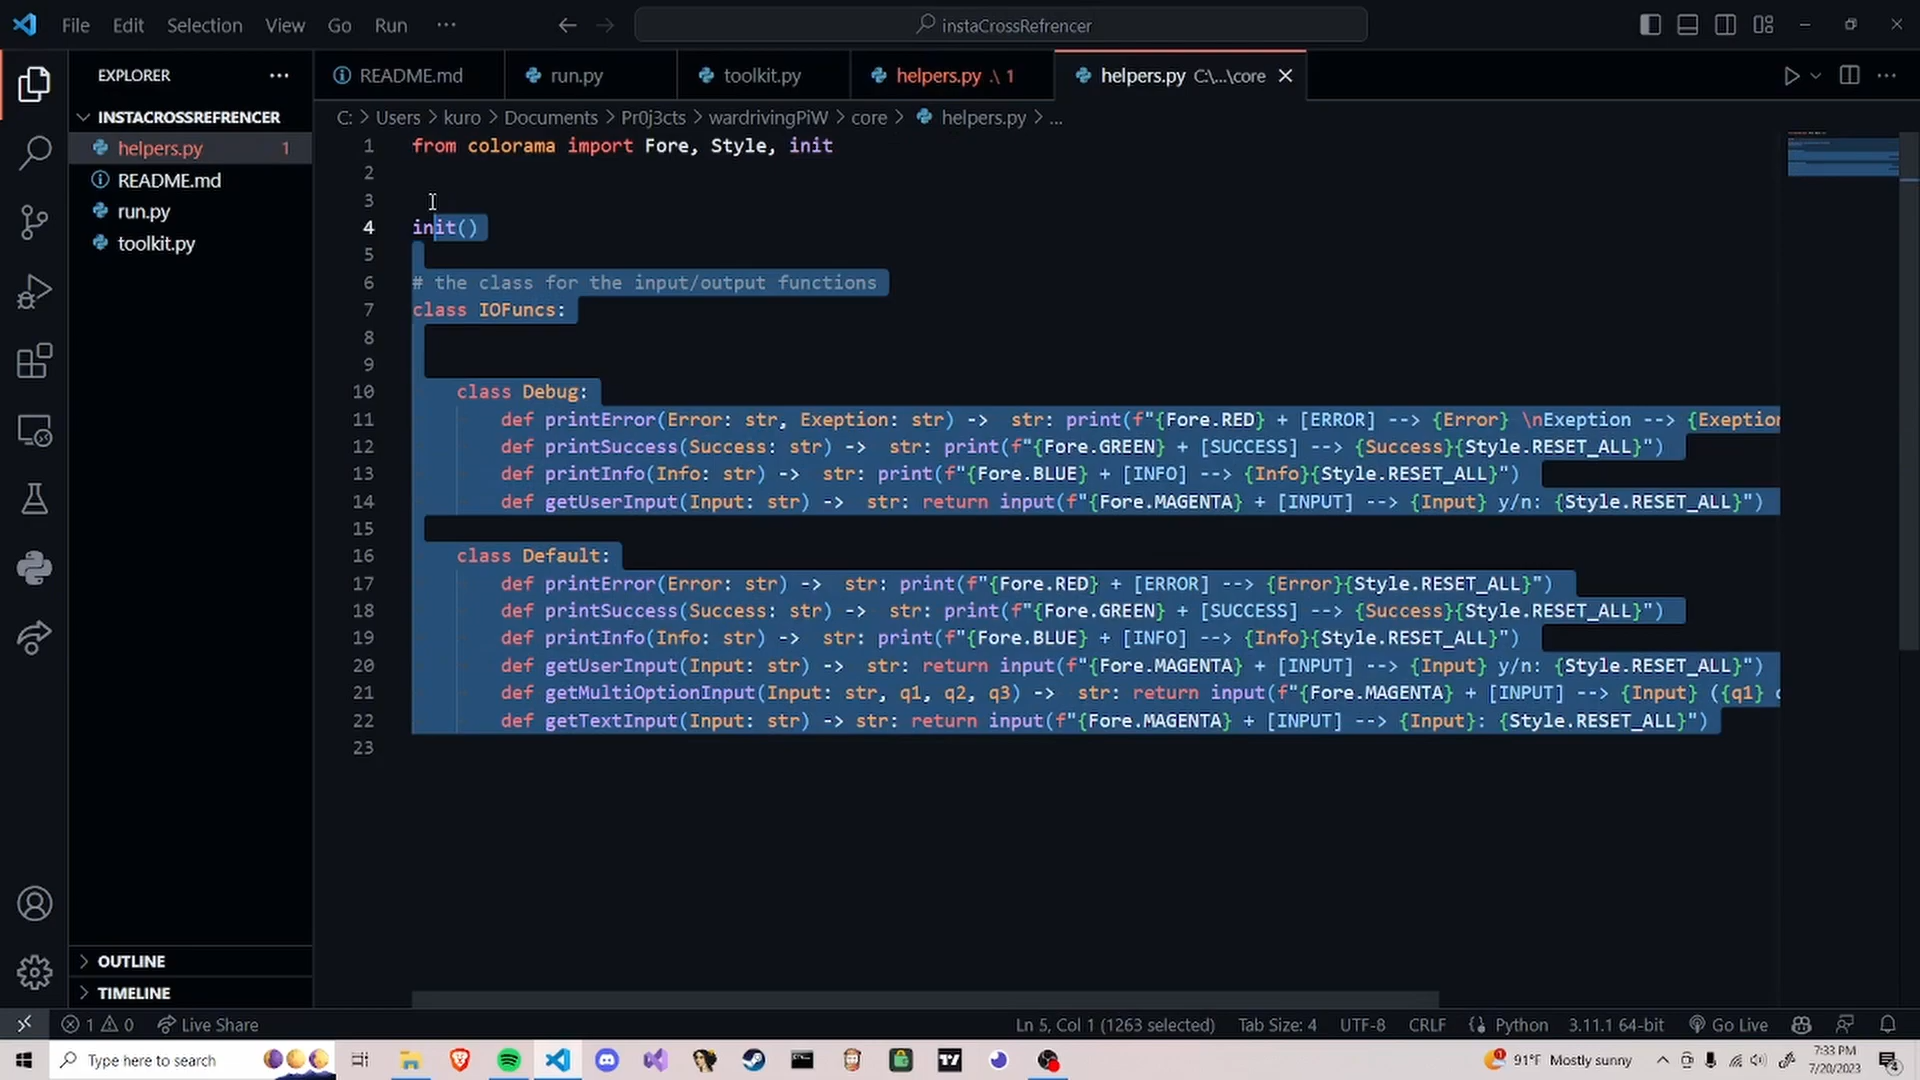 File Edit Selection View Go Run ···
instaCrossRefrencer
EXPLORER ···
README.md run.py toolkit.py helpers.py .\ 1 helpers.py C:\...\core
INSTACROSSREFRENCER
helpers.py 1
README.md
run.py
toolkit.py
OUTLINE
TIMELINE
C: > Users > kuro > Documents > Pr0j3cts > wardrivingPiW > core > helpers.py > ...
1 from colorama import Fore, Style, init
2
3
4 init()
5
6 # the class for the input/output functions
7 class IOFuncs:
8
9
10 class Debug:
11 def printError(Error: str, Exeption: str) -> str: print(f"{Fore.RED} + [ERROR] --> {Error} \nExeption --> {Exeption
12 def printSuccess(Success: str) -> str: print(f"{Fore.GREEN} + [SUCCESS] --> {Success}{Style.RESET_ALL}")
13 def printInfo(Info: str) -> str: print(f"{Fore.BLUE} + [INFO] --> {Info}{Style.RESET_ALL}")
14 def getUserInput(Input: str) -> str: return input(f"{Fore.MAGENTA} + [INPUT] --> {Input} y/n: {Style.RESET_ALL}")
15
16 class Default:
17 def printError(Error: str) -> str: print(f"{Fore.RED} + [ERROR] --> {Error}{Style.RESET_ALL}")
18 def printSuccess(Success: str) -> str: print(f"{Fore.GREEN} + [SUCCESS] --> {Success}{Style.RESET_ALL}")
19 def printInfo(Info: str) -> str: print(f"{Fore.BLUE} + [INFO] --> {Info}{Style.RESET_ALL}")
20 def getUserInput(Input: str) -> str: return input(f"{Fore.MAGENTA} + [INPUT] --> {Input} y/n: {Style.RESET_ALL}")
21 def getMultiOptionInput(Input: str, q1, q2, q3) -> str: return input(f"{Fore.MAGENTA} + [INPUT] --> {Input} ({q1}
22 def getTextInput(Input: str) -> str: return input(f"{Fore.MAGENTA} + [INPUT] --> {Input}: {Style.RESET_ALL}")
23
1 0 Live Share Ln 5, Col 1 (1263 selected) Tab Size: 4 UTF-8 CRLF Python 3.11.1 64-bit Go Live
Type here to search 91°F Mostly sunny 7:33 PM
7/20/2023